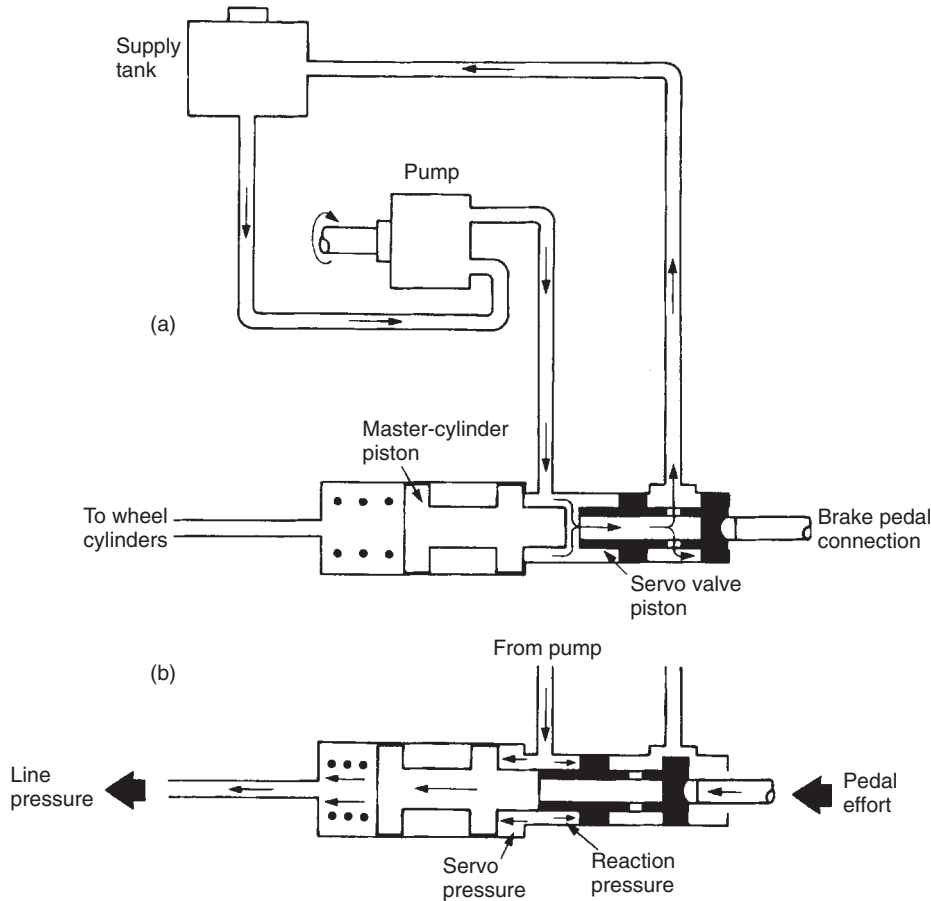 Supply
tank
Pump
(a)
Master-cylinder
piston
To wheel
cylinders
Brake pedal
connection
Servo valve
piston
From pump
(b)
Line
pressure
Pedal
effort
Servo
pressure
Reaction
pressure